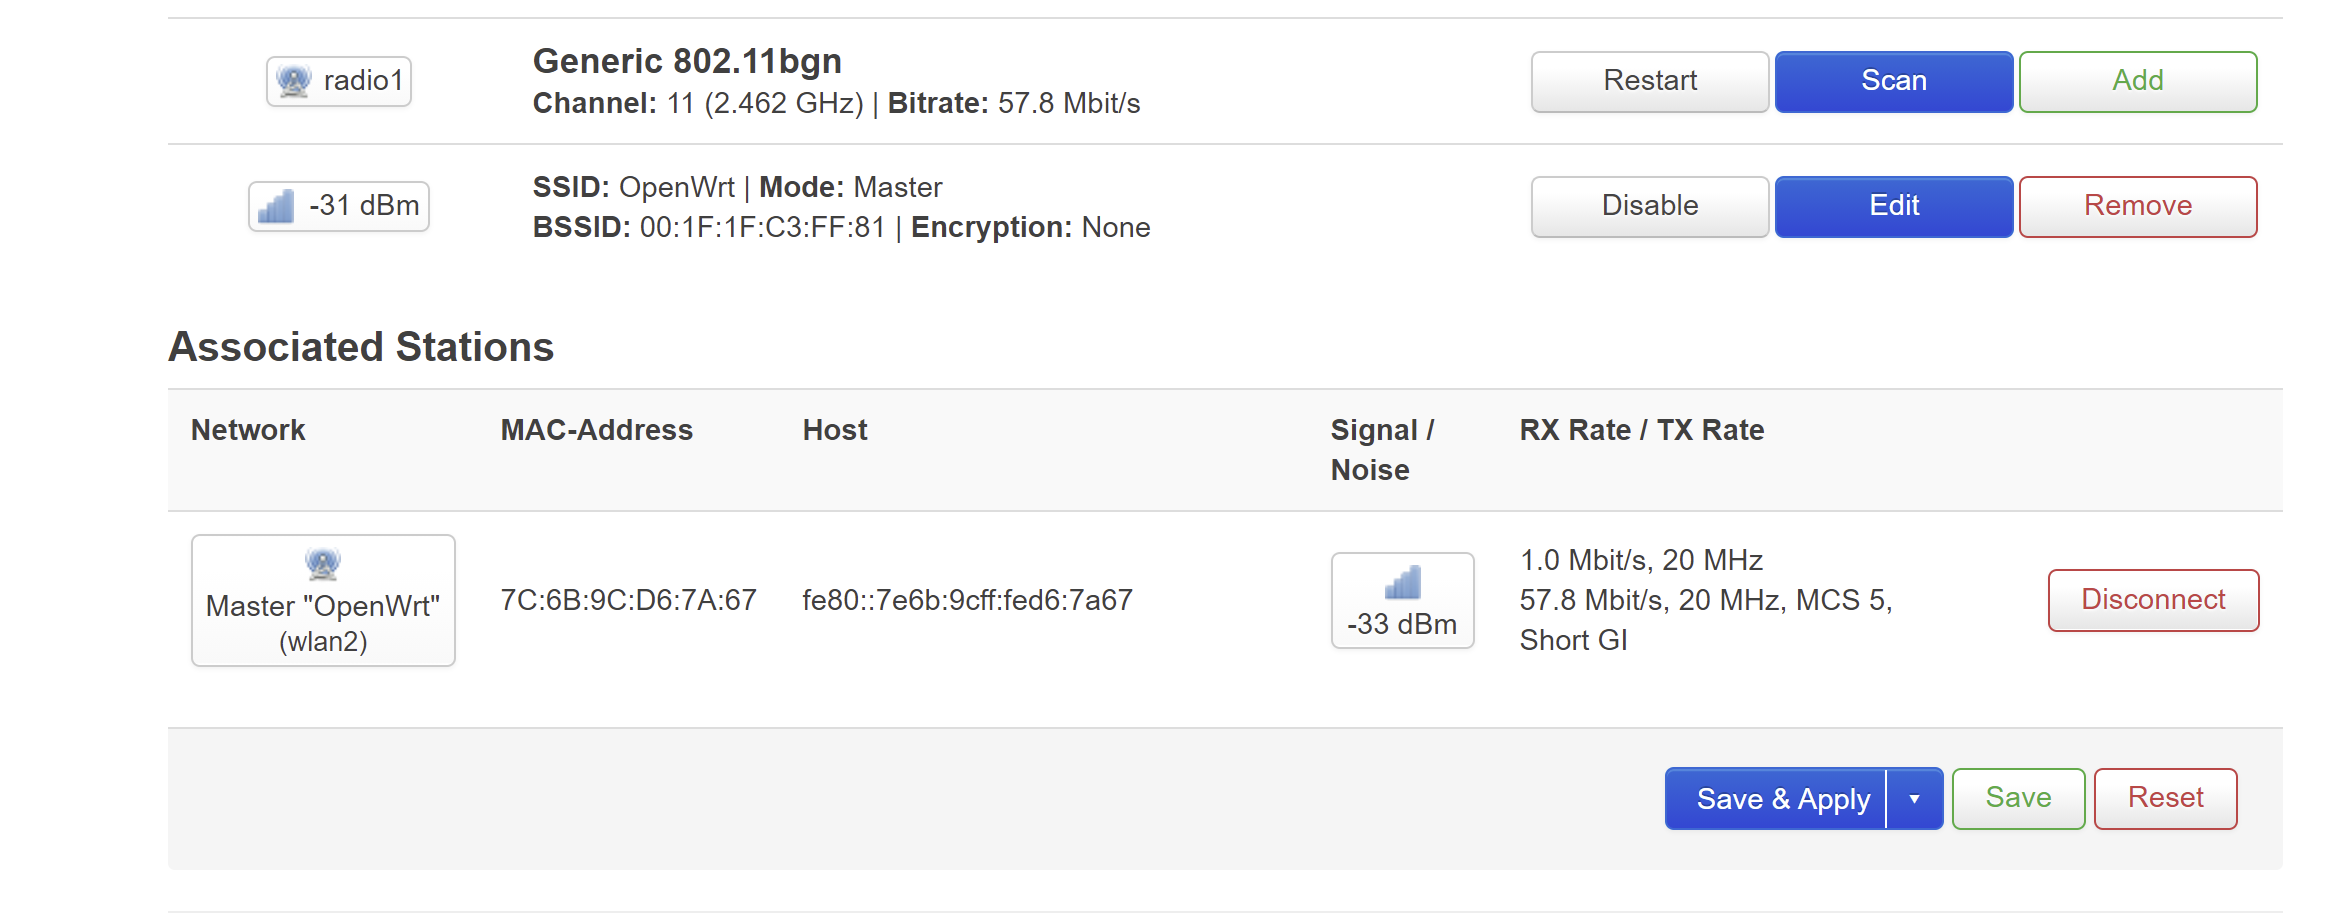 radio1
Generic 802.11bgn
Channel: 11 (2.462 GHz) | Bitrate: 57.8 Mbit/s
Restart
Scan
Add
-31 dBm
SSID: OpenWrt | Mode: Master
BSSID: 00:1F:1F:C3:FF:81 | Encryption: None
Disable
Edit
Remove
Associated Stations
Network
MAC-Address
Host
Signal /
Noise
RX Rate / TX Rate
Master "OpenWrt"
(wlan2)
7C:6B:9C:D6:7A:67
fe80::7e6b:9cff:fed6:7a67
-33 dBm
1.0 Mbit/s, 20 MHz
57.8 Mbit/s, 20 MHz, MCS 5,
Short GI
Disconnect
Save & Apply
Save
Reset